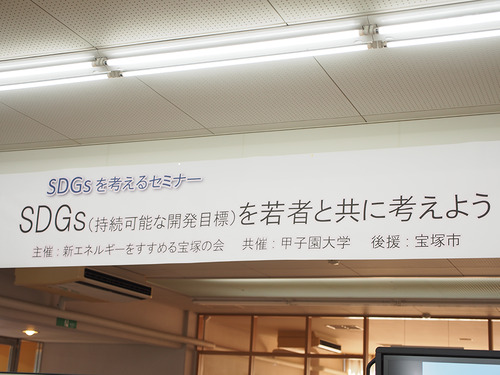 SDGsを考えるセミナー
SDGs(持続可能な開発目標)を若者と共に考えよう
主催：新エネルギーをすすめる宝塚の会　共催：甲子園大学　後援：宝塚市